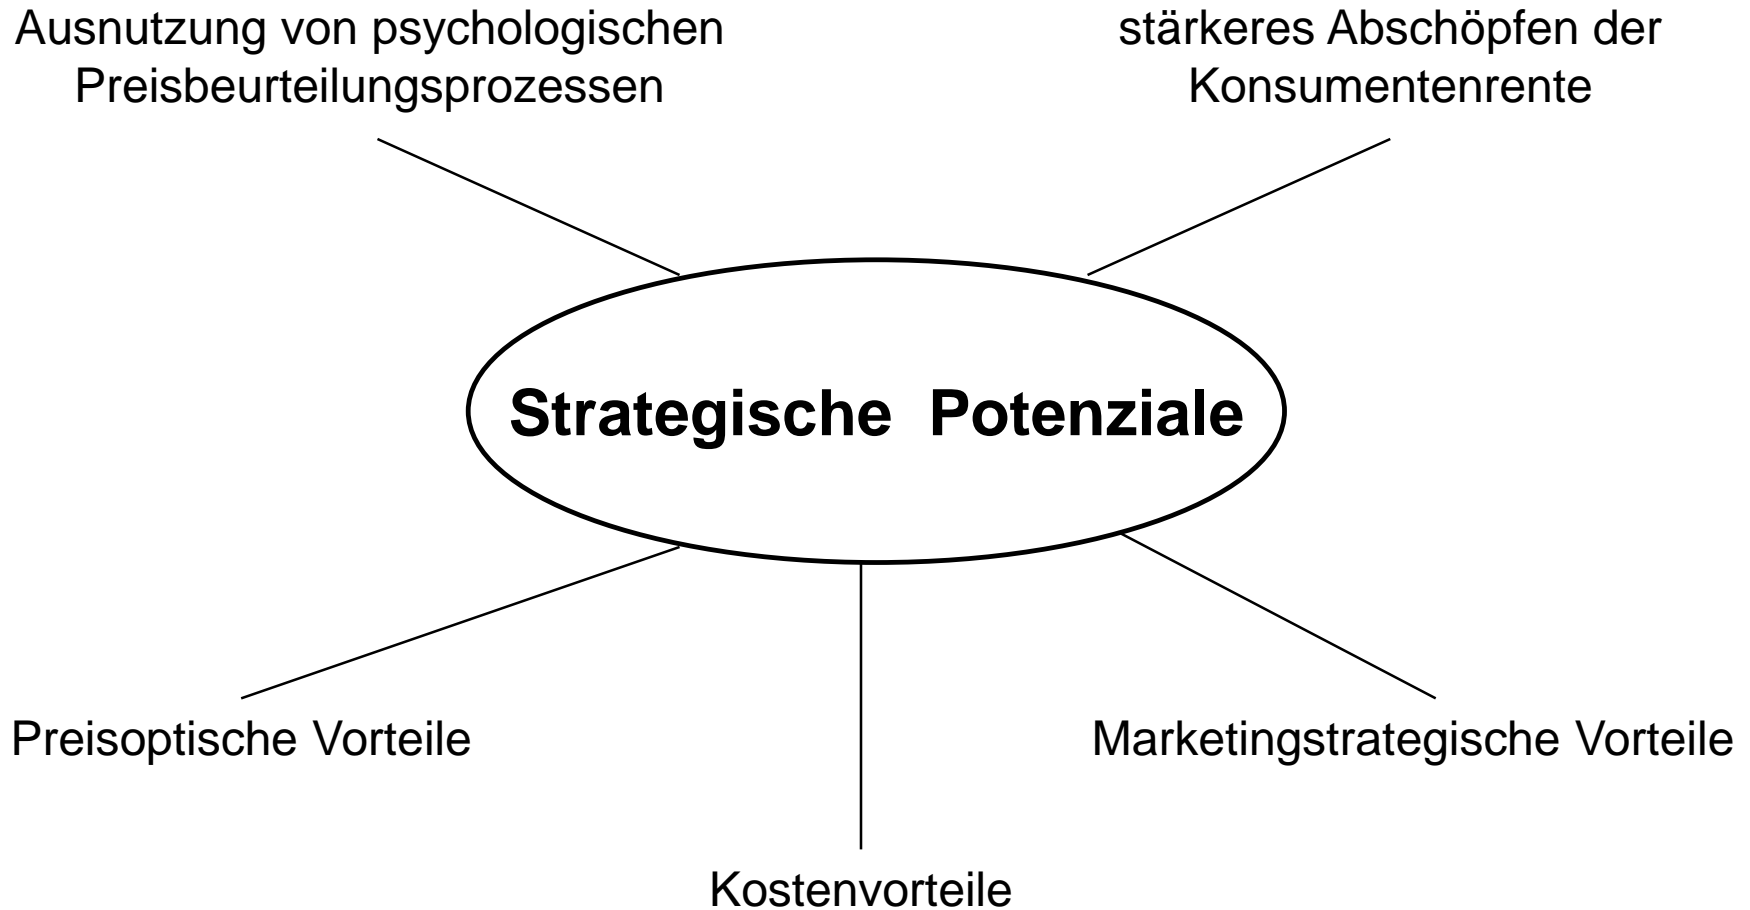 Ausnutzung von psychologischen
Preisbeurteilungsprozessen
stärkeres Abschöpfen der
Konsumentenrente
Strategische Potenziale
Preisoptische Vorteile
Marketingstrategische Vorteile
Kostenvorteile